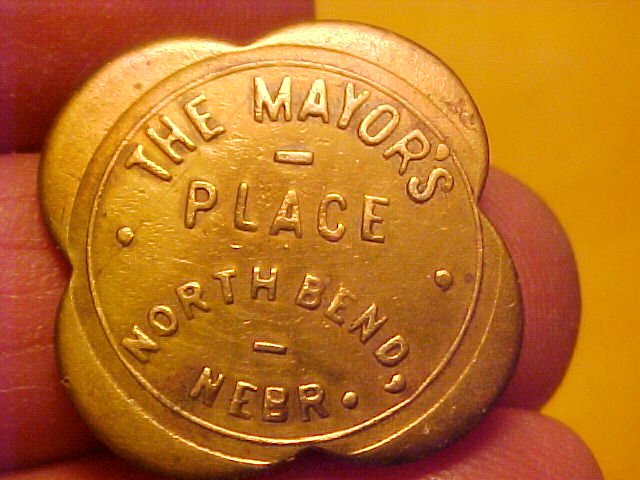 THE MAYOR'S
PLACE
NORTH BEND,
NEBR.